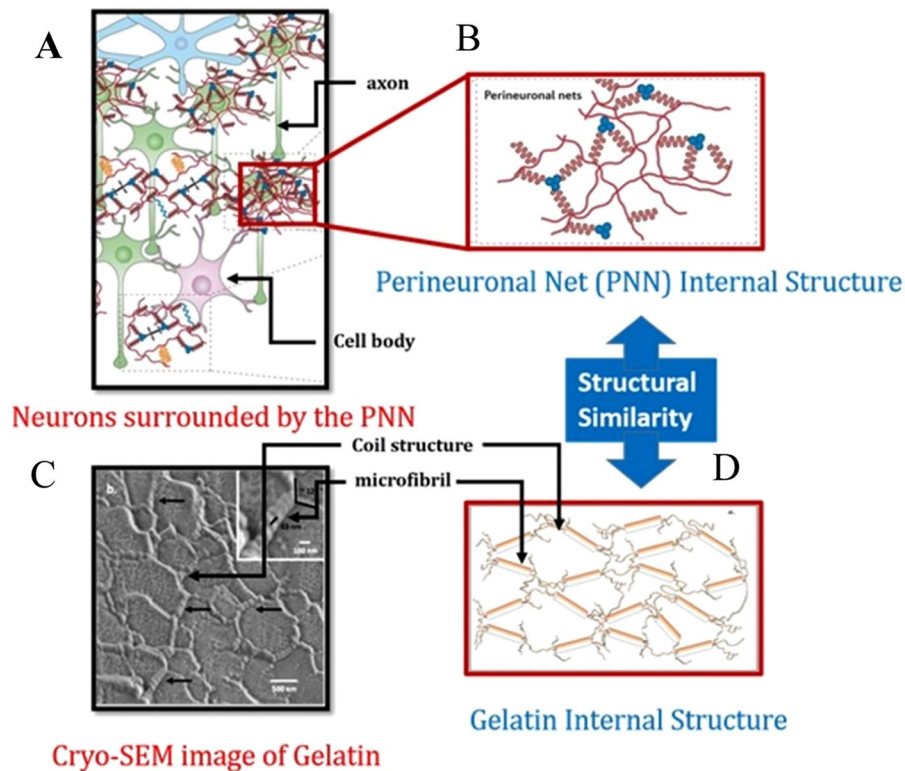 A
B
axon
Perineuronal nets
Perineuronal Net (PNN) Internal Structure
Cell body
Structural
Similarity
Neurons surrounded by the PNN
Coil structure
C
D
microfibril
b.
100 nm
500 nm
Gelatin Internal Structure
Cryo-SEM image of Gelatin